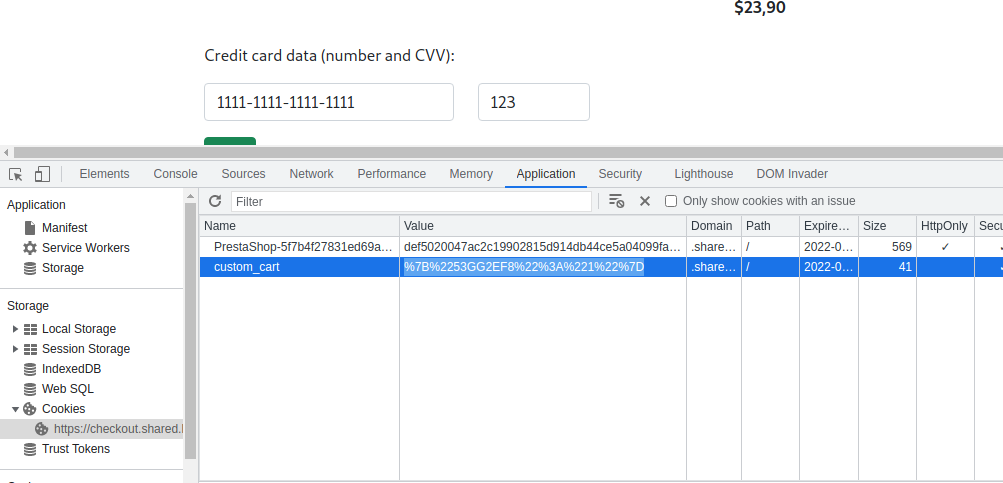 $23,90
Credit card data (number and CVV):
1111-1111-1111-1111 123
Elements Console Sources Network Performance Memory Application Security Lighthouse DOM Invader
Application
Manifest
Service Workers
Storage
Storage
Local Storage
Session Storage
IndexedDB
Web SQL
Cookies
https://checkout.shared.
Trust Tokens
Filter Only show cookies with an issue
Name Value Domain Path Expire... Size HttpOnly Secu
PrestaShop-5f7b4f27831ed69a... def5020047ac2c19902815d914db44ce5a04099fa... .share... / 2022-0... 569 ✓
custom_cart %7B%2253GG2EF8%22%3A%221%22%7D .share... / 2022-0... 41